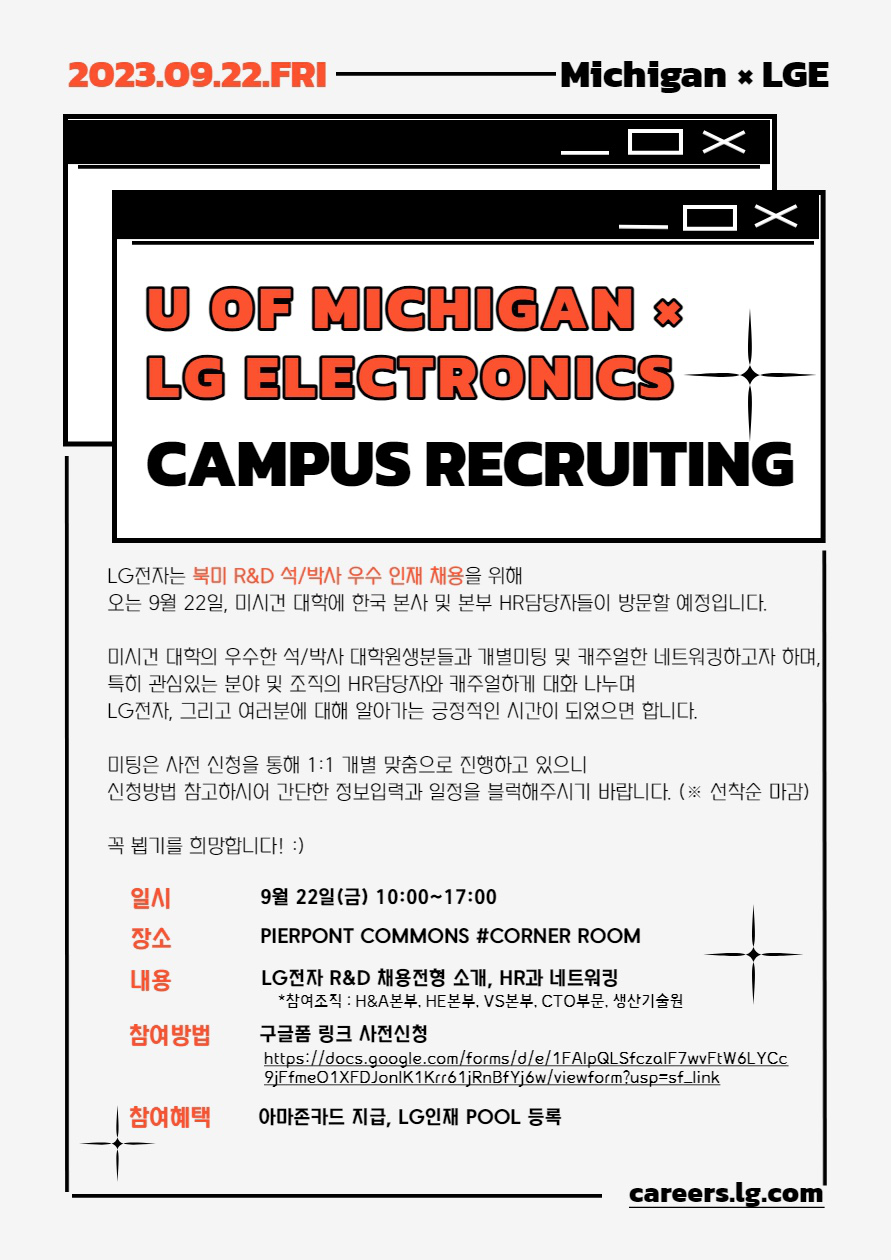 2023.09.22.FRI
Michigan × LGE
U OF MICHIGAN ×
LG ELECTRONICS
CAMPUS RECRUITING
LG전자는 북미 R&D 석/박사 우수 인재 채용을 위해
오는 9월 22일, 미시건 대학에 한국 본사 및 본부 HR담당자들이 방문할 예정입니다.
미시건 대학의 우수한 석/박사 대학원생분들과 개별미팅 및 캐주얼한 네트워킹하고자 하며,
특히 관심있는 분야 및 조직의 HR담당자와 캐주얼하게 대화 나누며
LG전자, 그리고 여러분에 대해 알아가는 긍정적인 시간이 되었으면 합니다.
미팅은 사전 신청을 통해 1:1 개별 맞춤으로 진행하고 있으니
신청방법 참고하시어 간단한 정보입력과 일정을 블럭해주시기 바랍니다. (※ 선착순 마감)
꼭 뵙기를 희망합니다! :)
일시 9월 22일(금) 10:00~17:00
장소 PIERPONT COMMONS #CORNER ROOM
내용 LG전자 R&D 채용전형 소개, HR과 네트워킹
*참여조직 : H&A본부, HE본부, VS본부, CTO부문, 생산기술원
참여방법 구글폼 링크 사전신청
https://docs.google.com/forms/d/e/1FAIpQLSfczalF7wvFtW6LYCc
9jFfmeO1XFDJonIK1Krr61jRnBfYj6w/viewform?usp=sf_link
참여혜택 아마존카드 지급, LG인재 POOL 등록
careers.lg.com